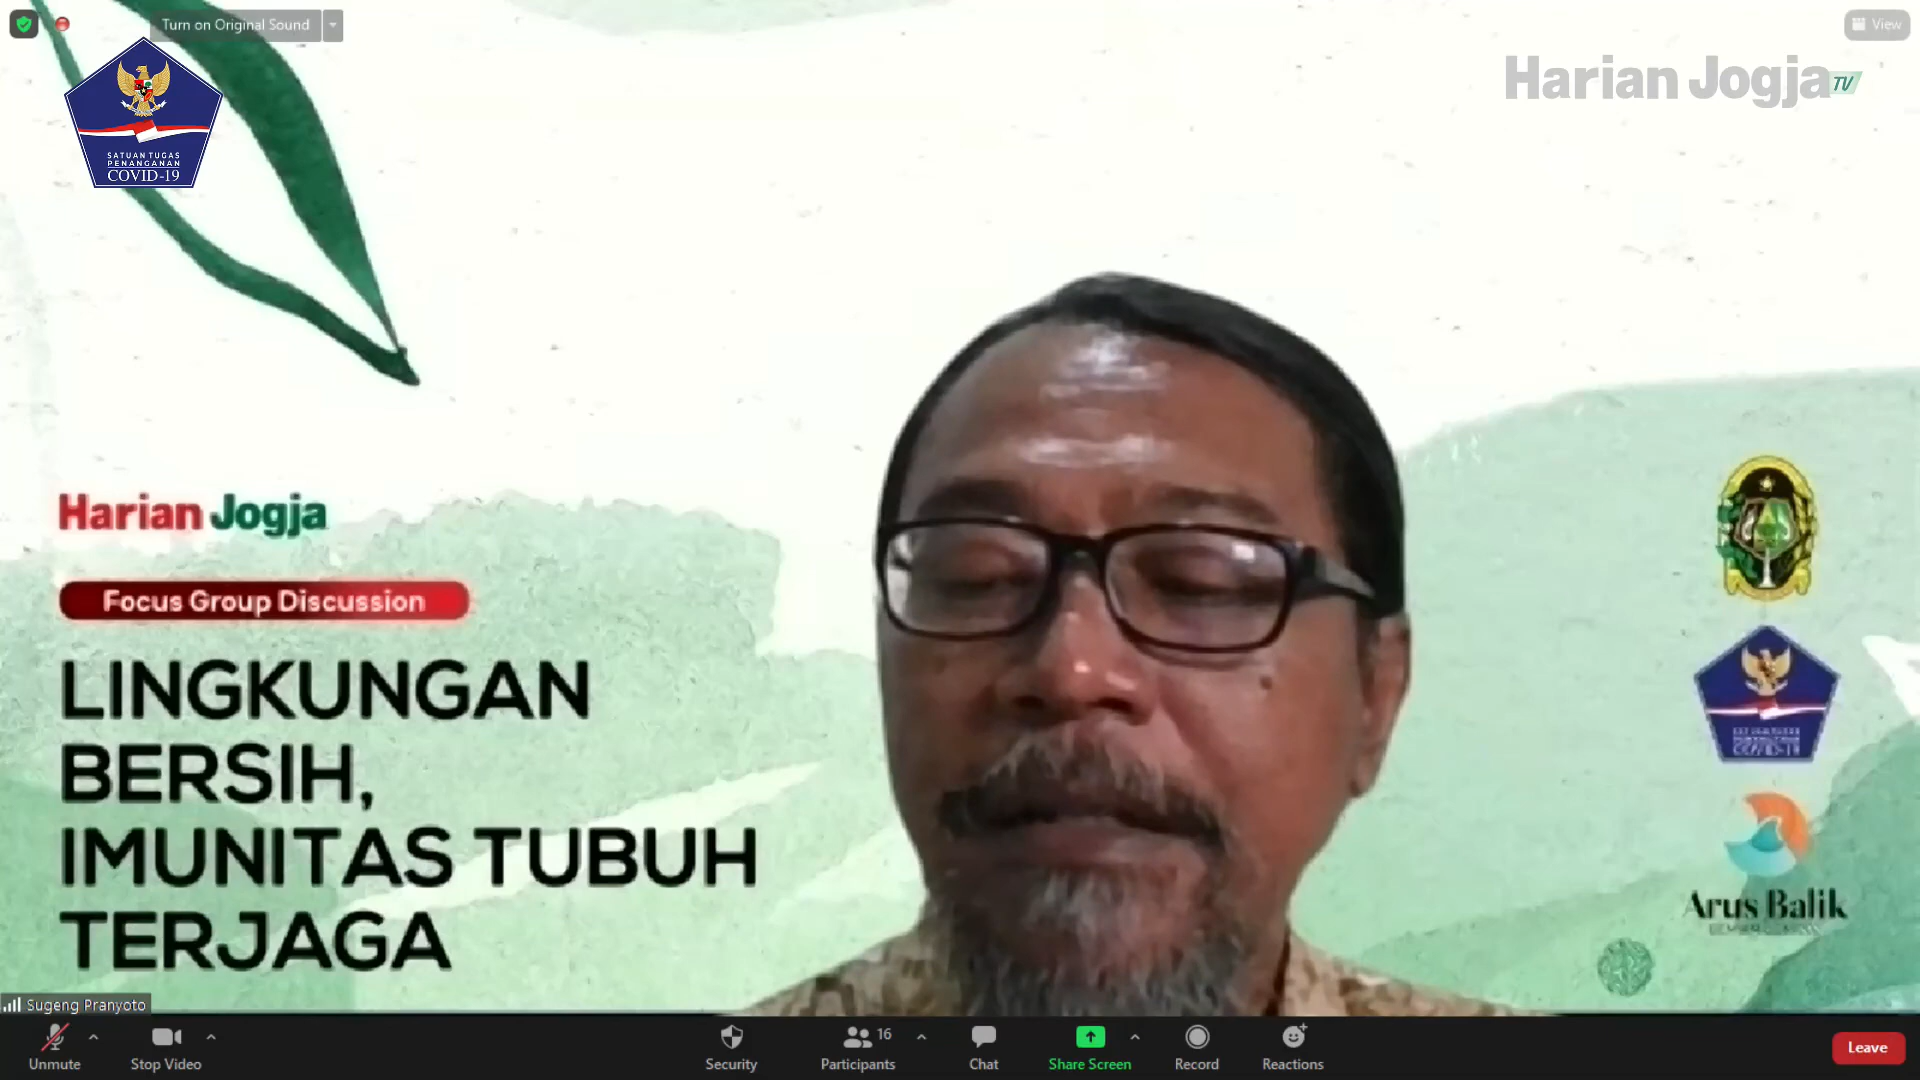 Turn on Original Sound
View
Harian Jogja TV
SATUAN TUGAS
PENANGANAN
COVID-19
Harian Jogja
Focus Group Discussion
LINGKUNGAN
BERSIH,
IMUNITAS TUBUH
TERJAGA
COVID-19
Arus Balik
Sugeng Pranyoto
Unmute
Stop Video
Security
Participants
16
Chat
Share Screen
Record
Reactions
Leave